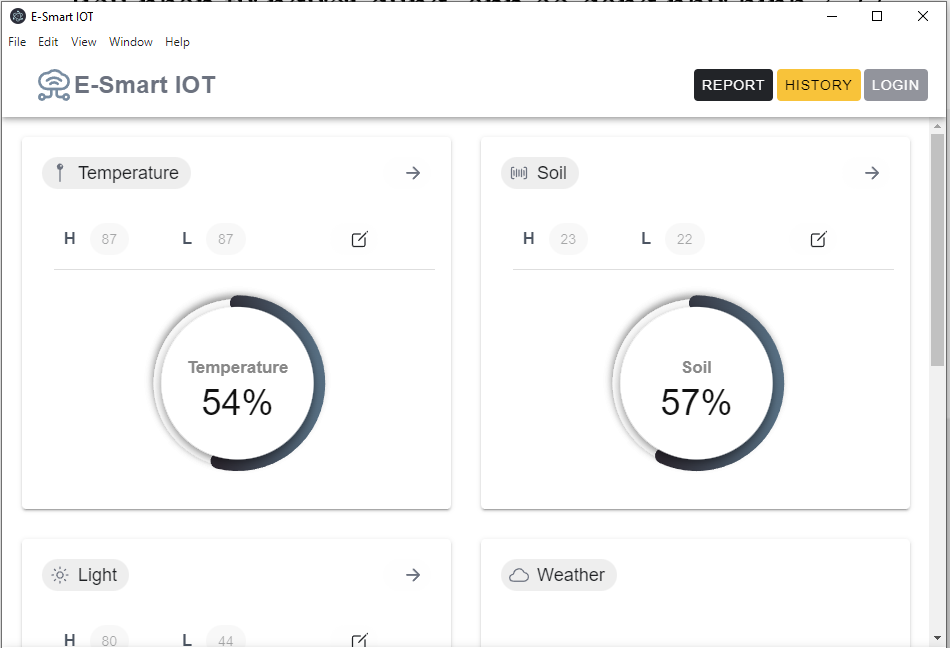 E-Smart IOT
File Edit View Window Help
E-Smart IOT
REPORT HISTORY LOGIN
Temperature
H 87 L 87
Temperature
54%
Soil
H 23 L 22
Soil
57%
Light
H 80 L 44
Weather